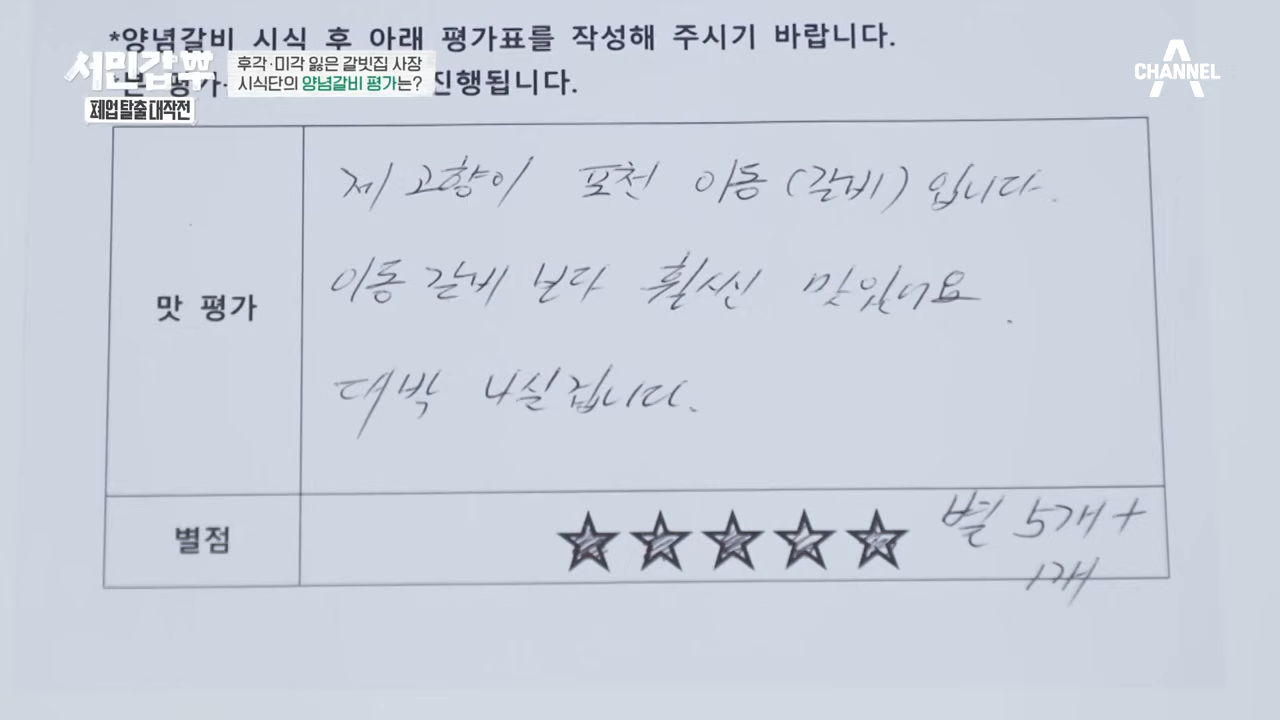 *양념갈비 시식 후 아래 평가표를 작성해 주시기 바랍니다.
서민갑부
폐업 탈출 대작전
후각·미각 잃은 갈빗집 사장
시식단의 양념갈비 평가는?
진행됩니다.
CHANNEL A
맛 평가
제 고향이 포천 이동 (갈비) 입니다.
이동 갈비 보다 훨씬 맛있어요.
대박 나실겁니다.
별점
별 5개 +
1개